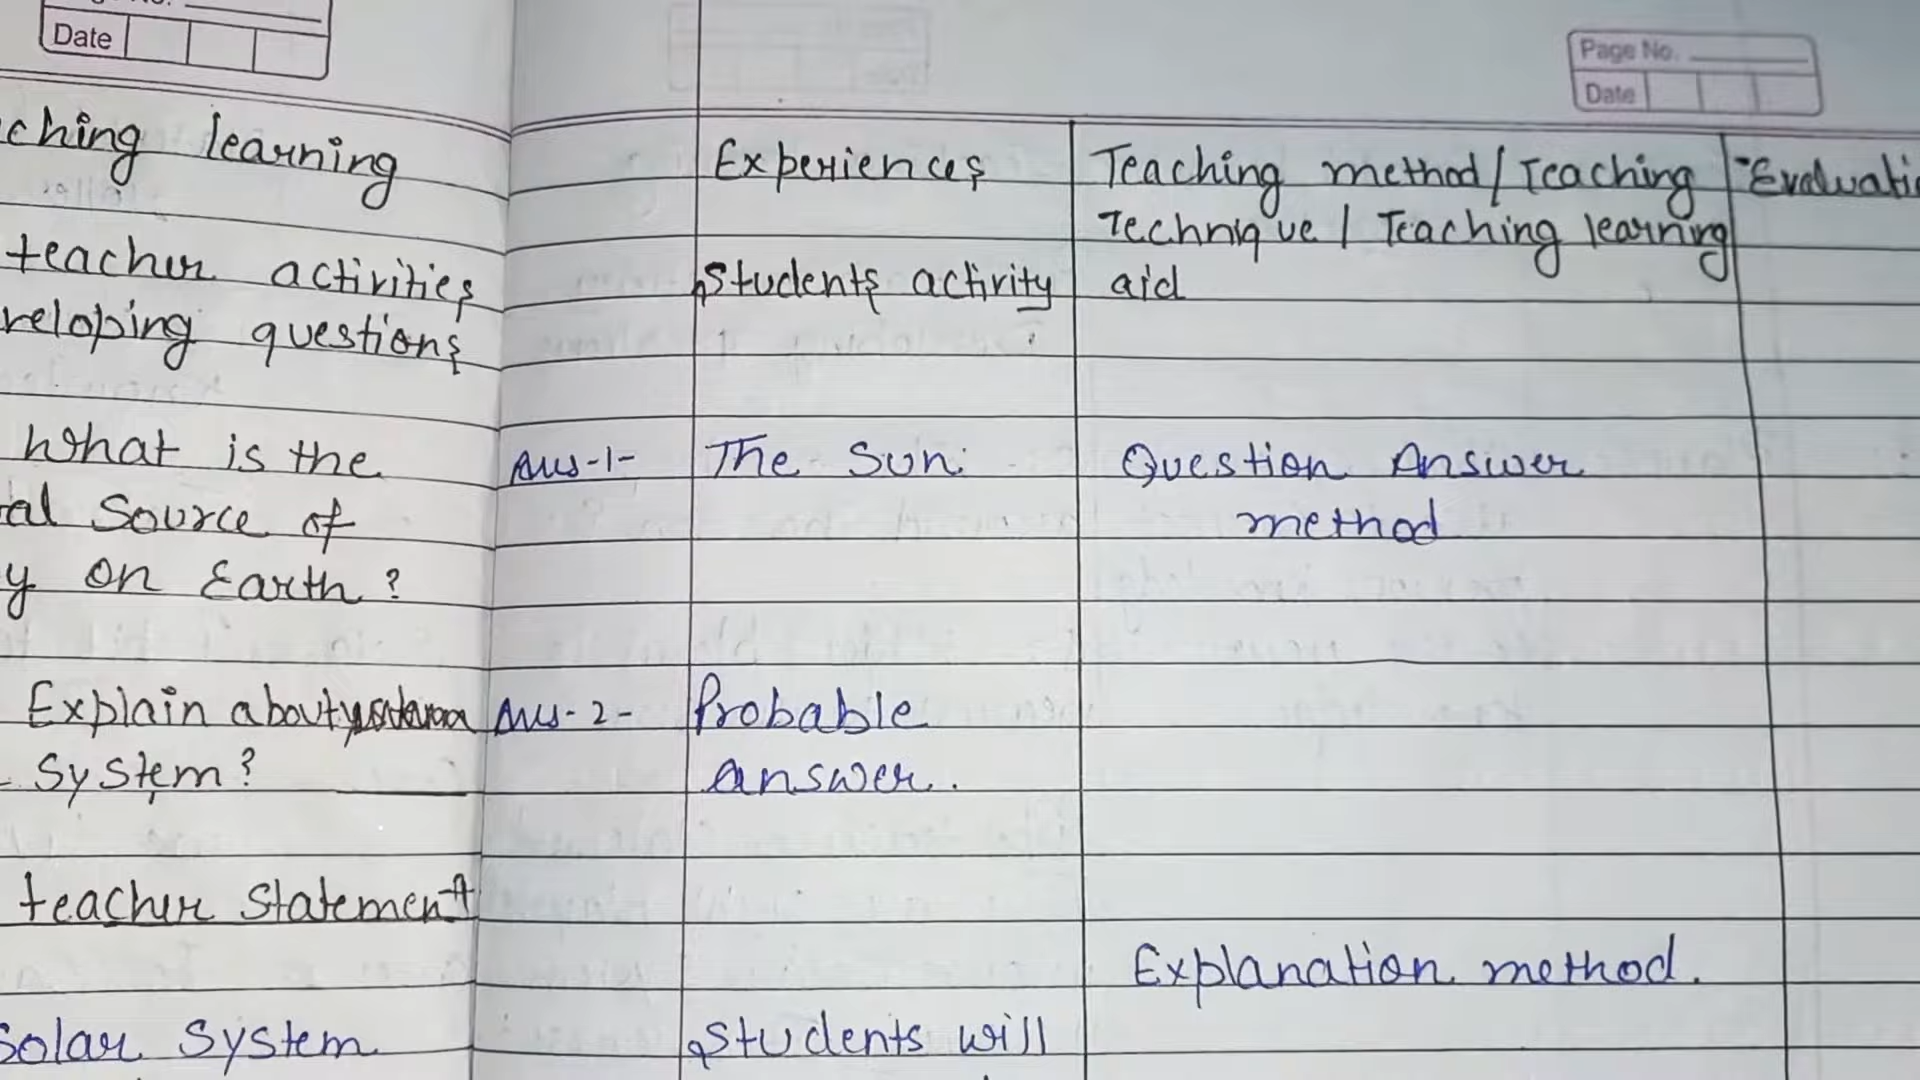 Date
Page No.
Date
ching learning
Experiences
Teaching method / Teaching
Evaluatio
Technique / Teaching learning
teacher activities
Students activity
aid
veloping questions
What is the
Ans-1-
The Sun.
Question Answer
al Source of
method
y on Earth?
Explain about
Ans-2-
Probable
System?
answer.
teacher statement
Explanation method.
Solar System
Students will